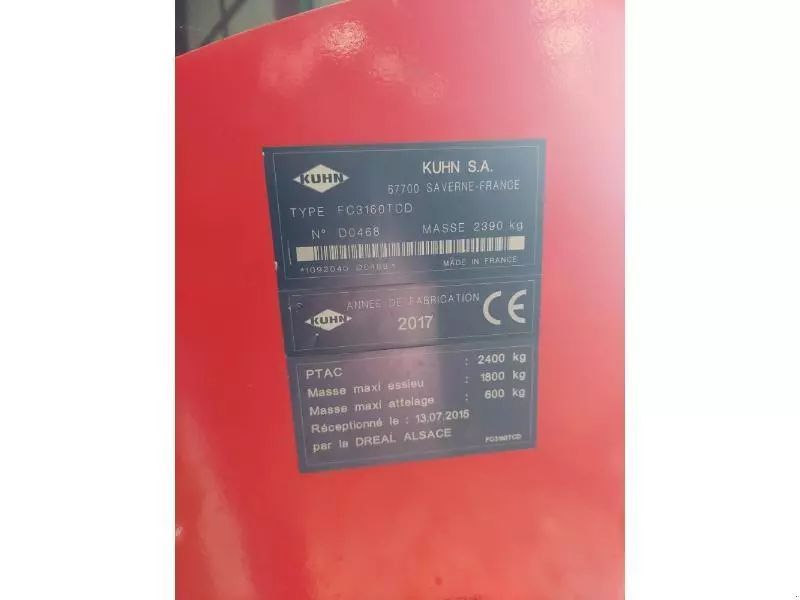 KUHN
KUHN S.A.
67700 SAVERNE-FRANCE
TYPE FC3160TCD
N° D0468 MASSE 2390 kg
*1092040 D0468*
MADE IN FRANCE
ANNEE DE FABRICATION
KUHN
2017
CE
PTAC : 2400 kg
Masse maxi essieu : 1800 kg
Masse maxi attelage : 600 kg
Réceptionné le : 13.07.2015
par la DREAL ALSACE
FC3160TCD